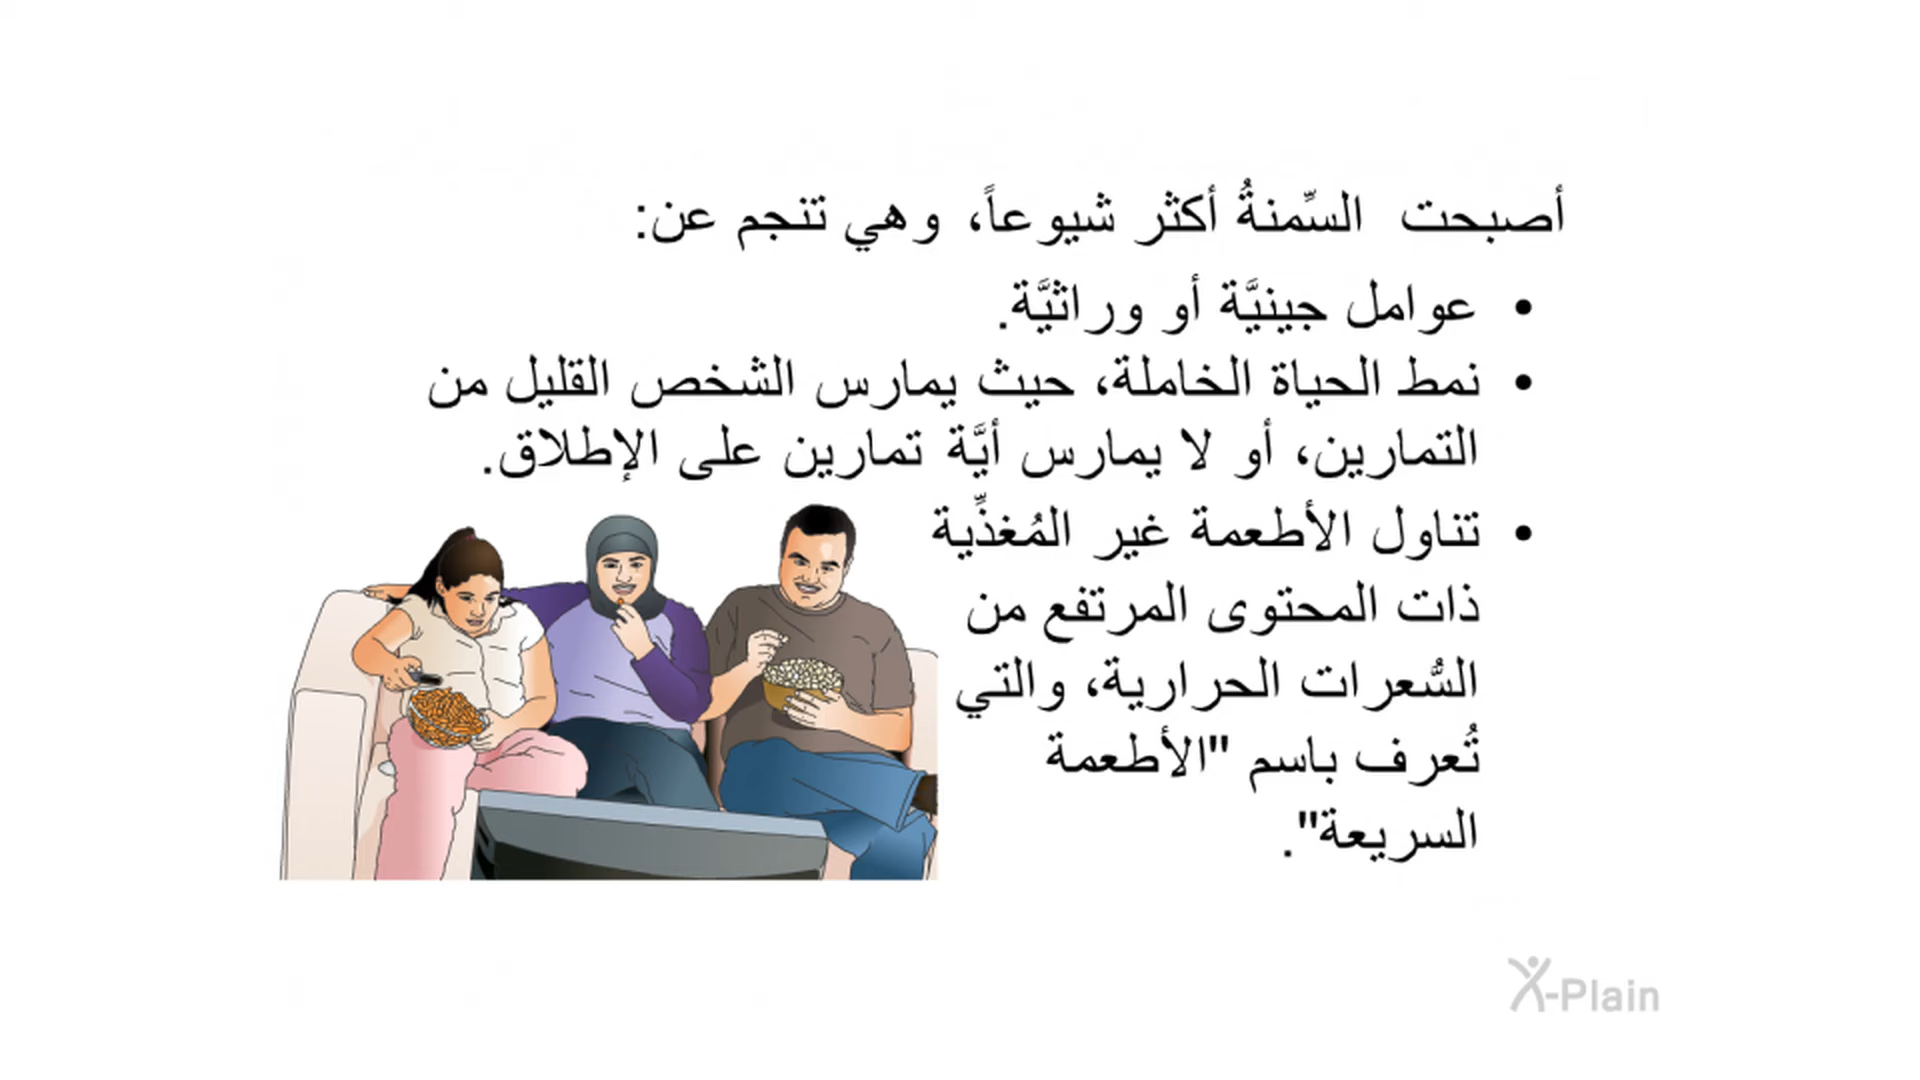 أصبحت السِّمنةُ أكثر شيوعاً، وهي تنجم عن:
• عوامل جينيَّة أو وراثيَّة.
• نمط الحياة الخاملة، حيث يمارس الشخص القليل من
التمارين، أو لا يمارس أيَّة تمارين على الإطلاق.
• تناول الأطعمة غير المُغذِّية
ذات المحتوى المرتفع من
السُّعرات الحرارية، والتي
تُعرف باسم "الأطعمة
السريعة".
X-Plain